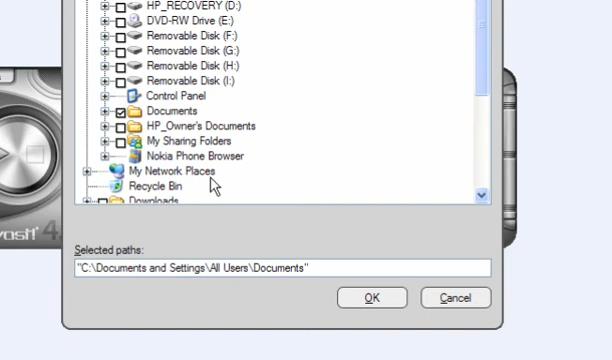 HP_RECOVERY (D:)
DVD-RW Drive (E:)
Removable Disk (F:)
Removable Disk (G:)
Removable Disk (H:)
Removable Disk (I:)
Control Panel
Documents
HP_Owner's Documents
My Sharing Folders
Nokia Phone Browser
My Network Places
Recycle Bin
Downloads
Selected paths:
"C:\Documents and Settings\All Users\Documents"
OK
Cancel